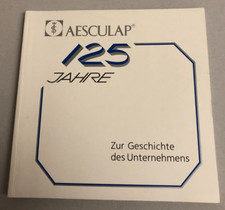 AESCULAP®
125
JAHRE
Zur Geschichte
des Unternehmens